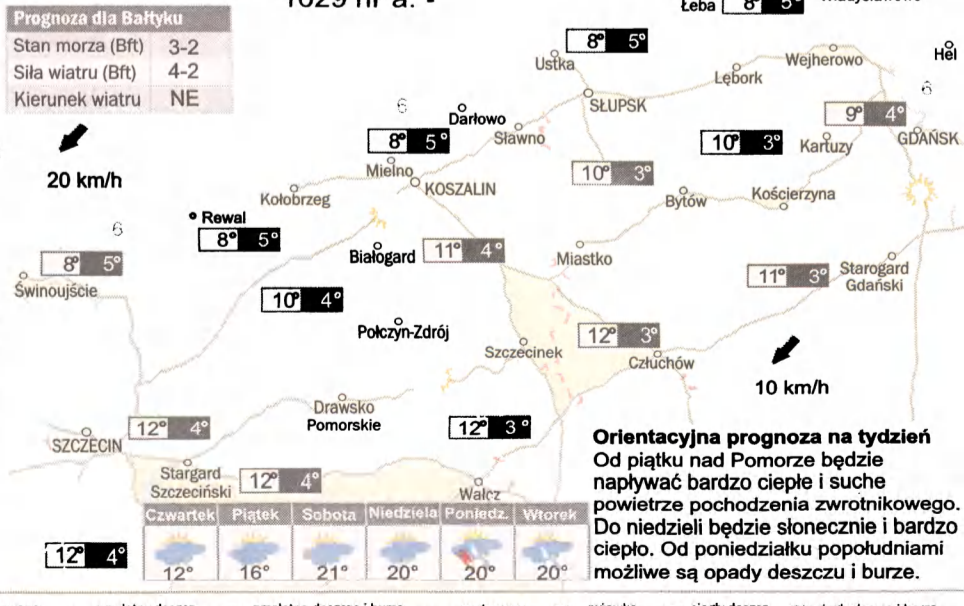 1029 hPa. -
Łeba 8° 5° Władysławowo
Prognoza dla Bałtyku
Stan morza (Bft) 3-2
Siła wiatru (Bft) 4-2
Kierunek wiatru NE
20 km/h
8° 5°
Ustka
Lębork
Wejherowo
Hel
6
SŁUPSK
6
Darłowo
Sławno
9° 4°
GDAŃSK
8° 5°
10° 3°
Kartuzy
Mielno
KOSZALIN
10° 3°
Kołobrzeg
Bytów
Kościerzyna
Rewal
6
8° 5°
Białogard
11° 4°
Miastko
8° 5°
Świnoujście
11° 3°
Starogard
Gdański
10° 4°
Połczyn-Zdrój
12° 3°
Szczecinek
Człuchów
10 km/h
Drawsko
Pomorskie
12° 4°
SZCZECIN
12° 3°
Stargard
Szczeciński
12° 4°
Wałcz
Orientacyjna prognoza na tydzień
Od piątku nad Pomorze będzie
napływać bardzo ciepłe i suche
powietrze pochodzenia zwrotnikowego.
Do niedzieli będzie słonecznie i bardzo
ciepło. Od poniedziałku popołudniami
możliwe są opady deszczu i burze.
Czwartek Piątek Sobota Niedziela Poniedz. Wtorek
12° 16° 21° 20° 20° 20°
12° 4°